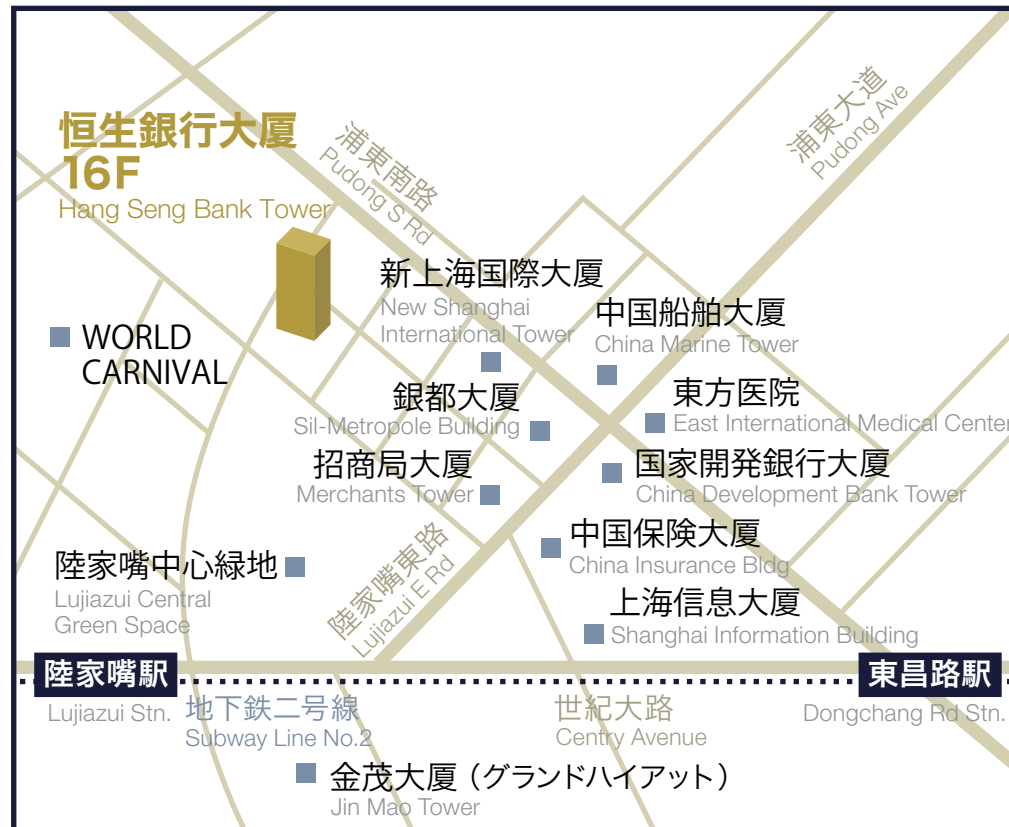 恒生銀行大厦
16F
Hang Seng Bank Tower
浦東南路
Pudong S Rd
浦東大道
Pudong Ave
新上海国際大厦
New Shanghai
International Tower
中国船舶大厦
China Marine Tower
WORLD
CARNIVAL
銀都大厦
Sil-Metropole Building
東方医院
East International Medical Center
招商局大厦
Merchants Tower
国家開発銀行大厦
China Development Bank Tower
中国保険大厦
China Insurance Bldg
陸家嘴中心緑地
Lujiazui Central
Green Space
陸家嘴東路
Lujiazui E Rd
上海信息大厦
Shanghai Information Building
陸家嘴駅
Lujiazui Stn.
東昌路駅
Dongchang Rd Stn.
地下鉄二号線
Subway Line No.2
世紀大路
Centry Avenue
金茂大厦（グランドハイアット）
Jin Mao Tower